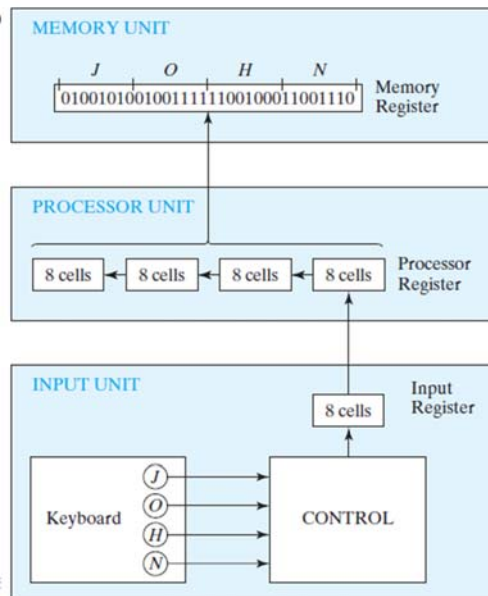 MEMORY UNIT
J O H N
01001010010011111100100011001110
Memory
Register
PROCESSOR UNIT
8 cells 8 cells 8 cells 8 cells
Processor
Register
INPUT UNIT
Input
Register
8 cells
Keyboard
J
O
H
N
CONTROL